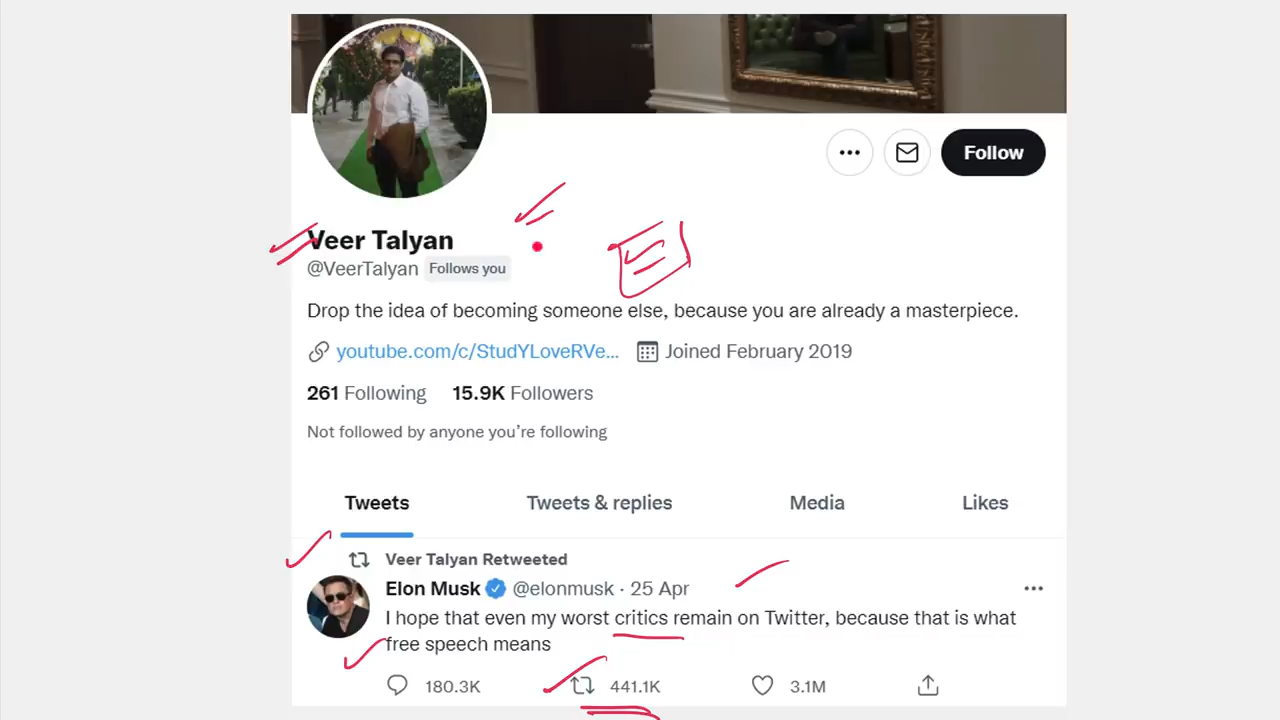 Follow
Veer Talyan
@VeerTalyan Follows you
Drop the idea of becoming someone else, because you are already a masterpiece.
youtube.com/c/StudYLoveRVe... Joined February 2019
261 Following 15.9K Followers
Not followed by anyone you’re following
Tweets Tweets & replies Media Likes
Veer Talyan Retweeted
Elon Musk @elonmusk · 25 Apr
I hope that even my worst critics remain on Twitter, because that is what
free speech means
180.3K 441.1K 3.1M